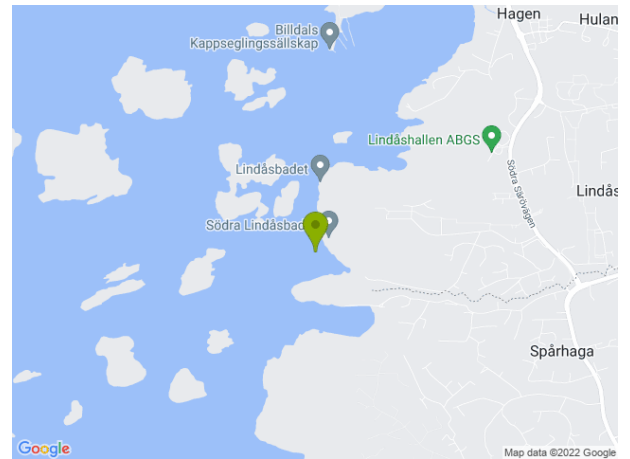 Hagen
Hulan
Billdals
Kappseglingssällskap
Lindåshallen ABGS
Lindåsbadet
Södra Särövägen
Lindås
Södra Lindåsbad
Spårhaga
Google
Map data ©2022 Google